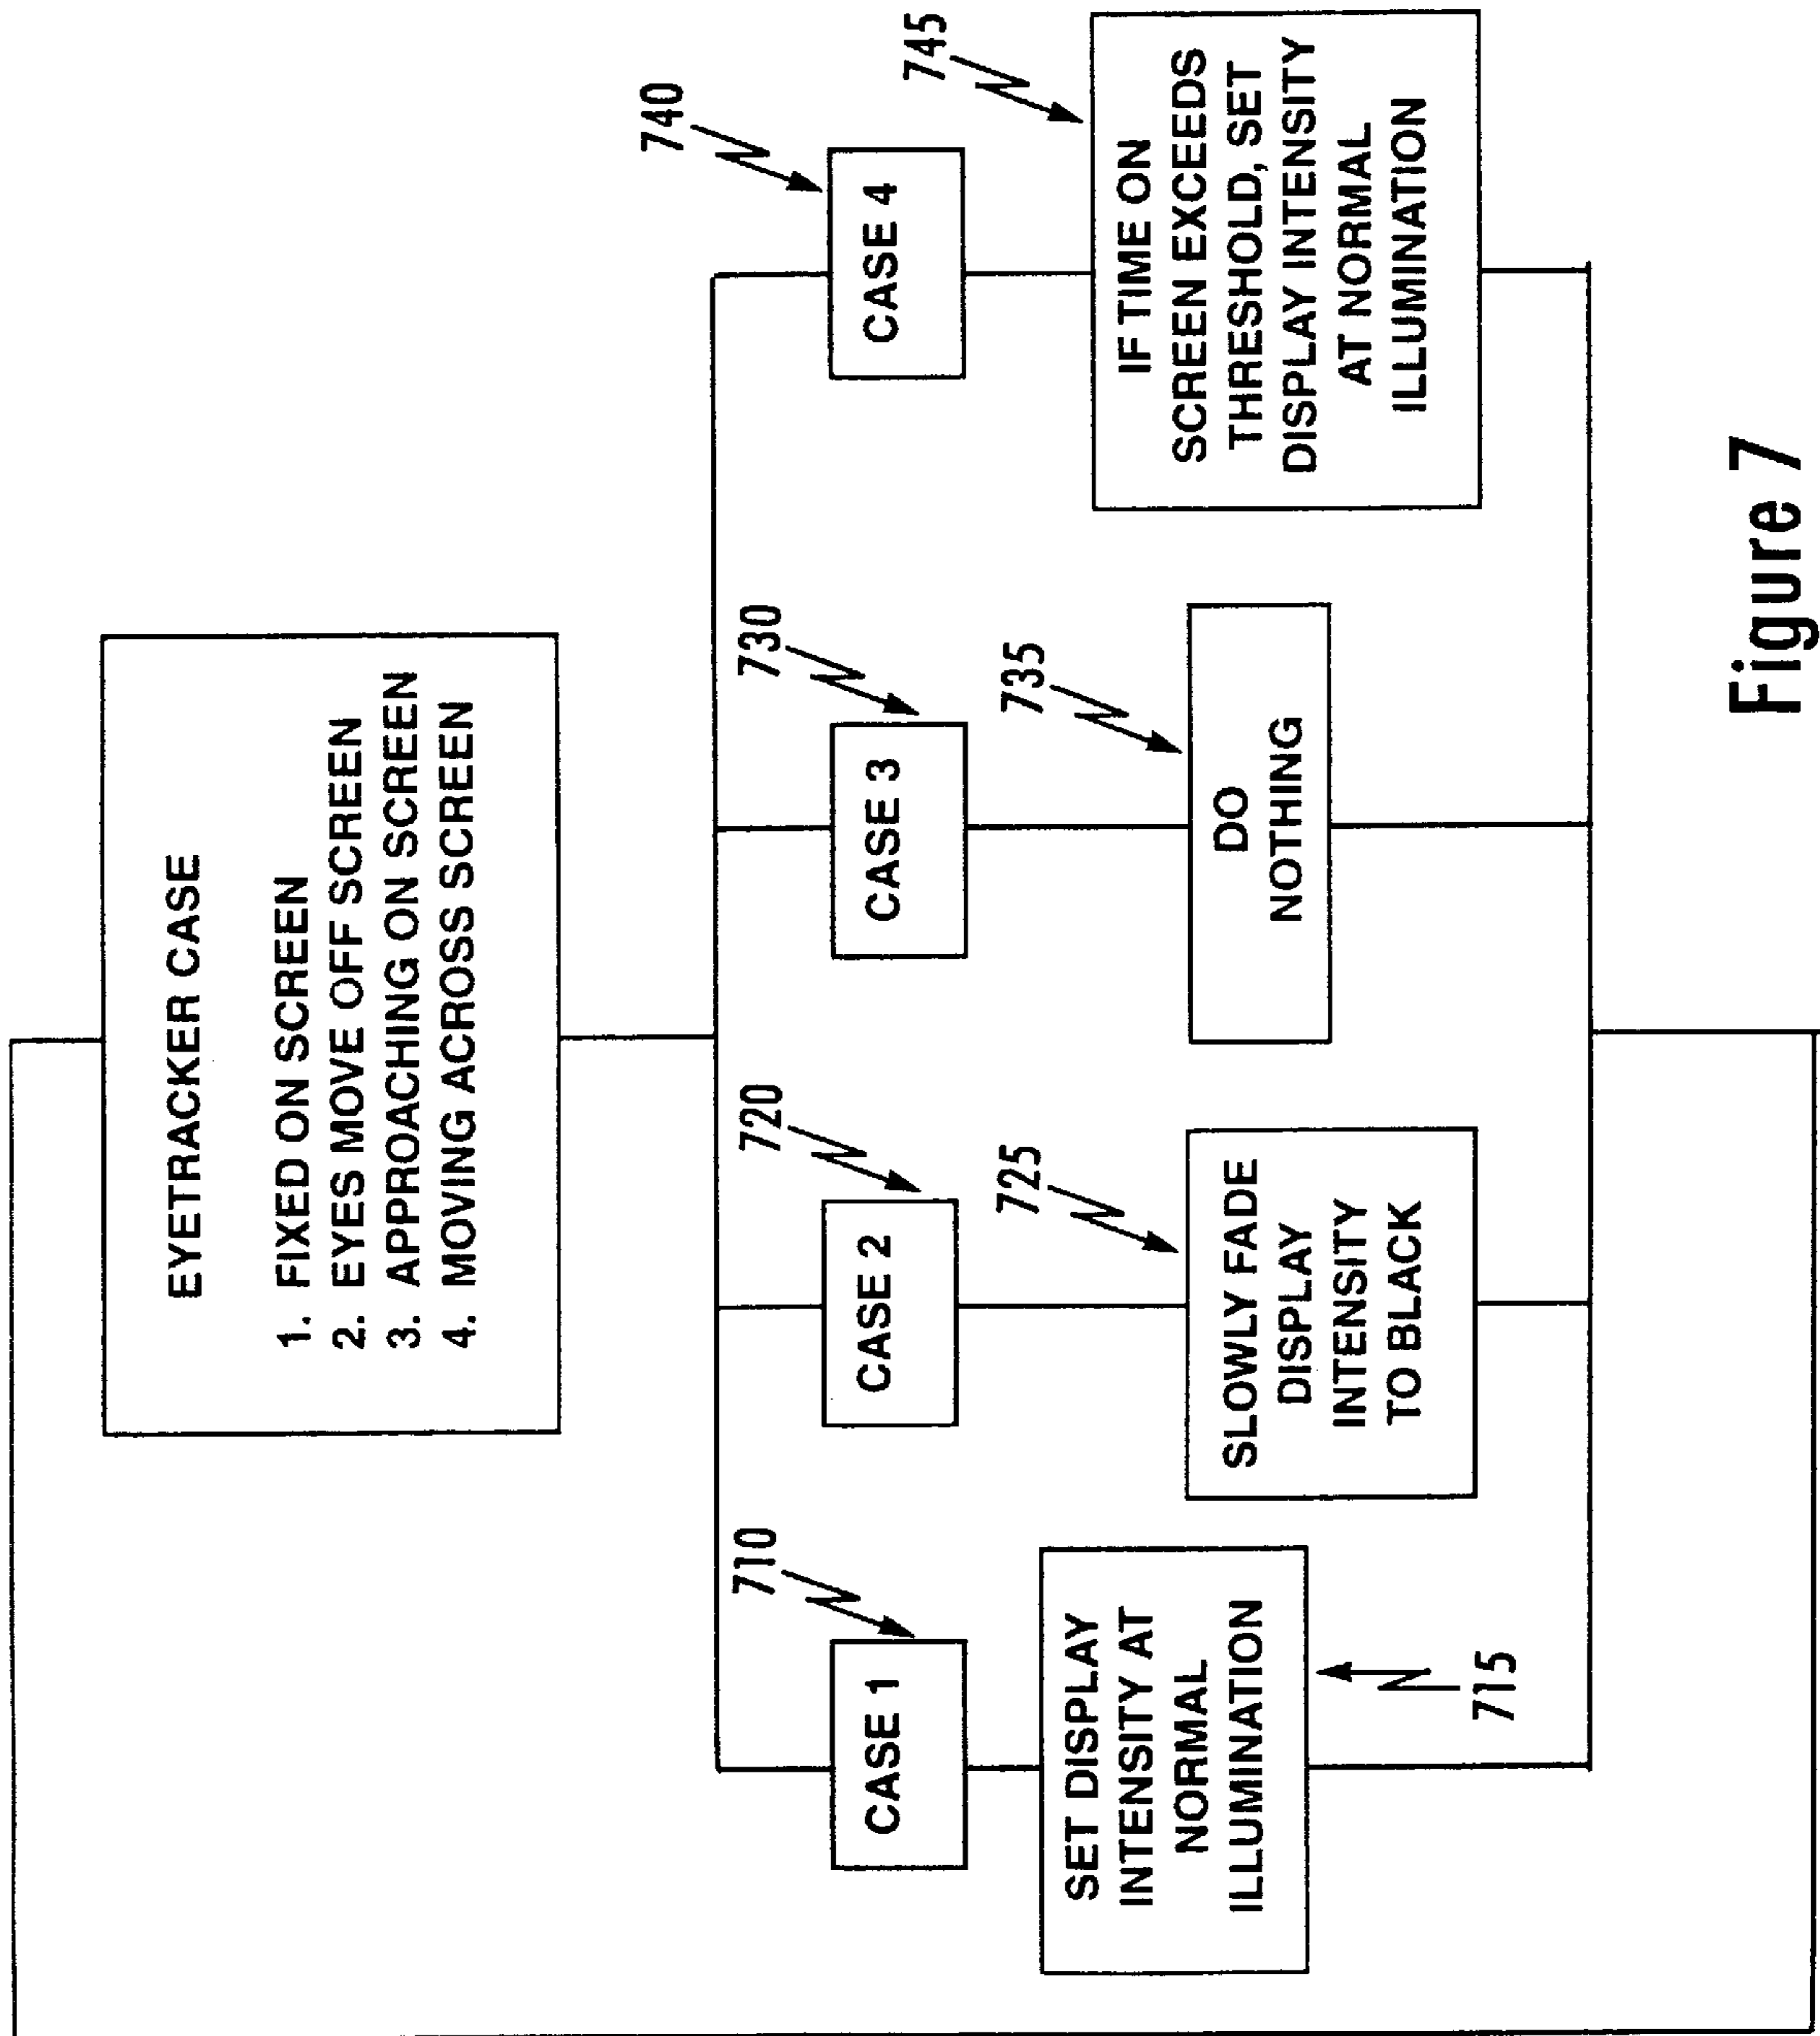 EYETRACKER CASE
1. FIXED ON SCREEN
2. EYES MOVE OFF SCREEN
3. APPROACHING ON SCREEN
4. MOVING ACROSS SCREEN
710
CASE 1
SET DISPLAY
INTENSITY AT
NORMAL
ILLUMINATION
715
720
CASE 2
725
SLOWLY FADE
DISPLAY
INTENSITY
TO BLACK
730
CASE 3
735
DO
NOTHING
740
CASE 4
745
IF TIME ON
SCREEN EXCEEDS
THRESHOLD, SET
DISPLAY INTENSITY
AT NORMAL
ILLUMINATION
Figure 7